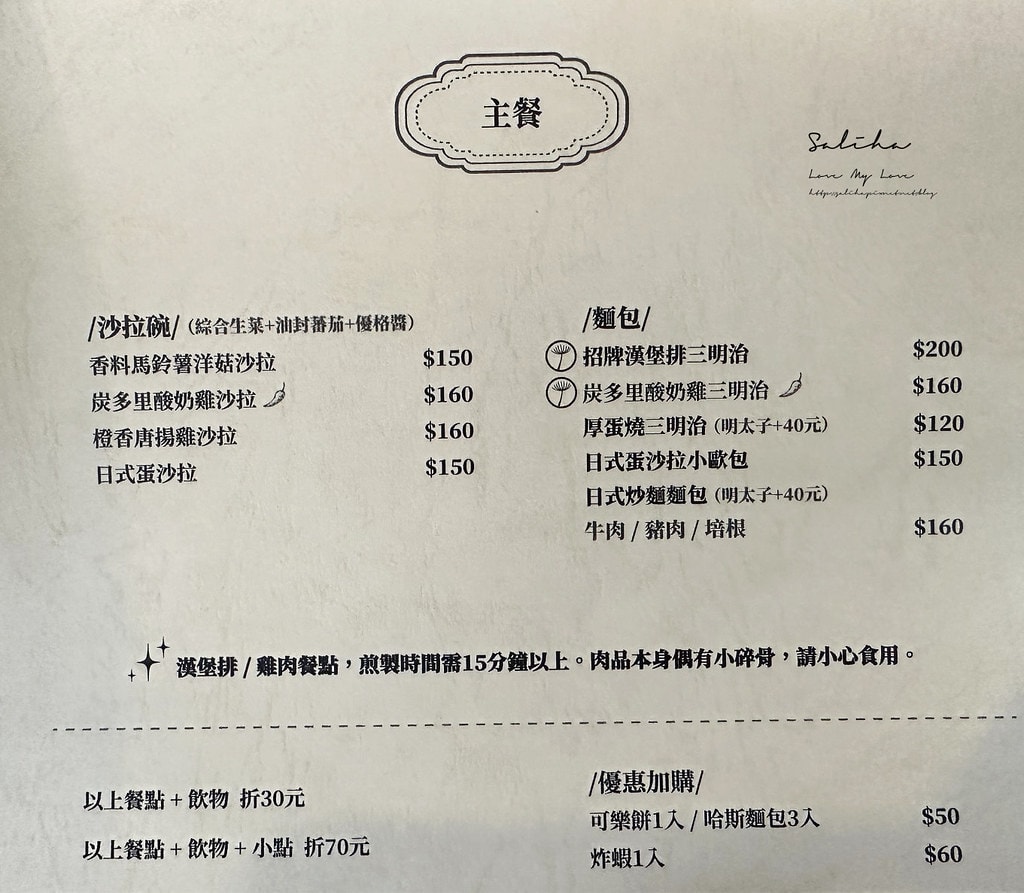 主餐
Saliha
Love My Love
/沙拉碗/(綜合生菜+油封蕃茄+優格醬)
香料馬鈴薯洋菇沙拉 $150
炭多里酸奶雞沙拉 $160
橙香唐揚雞沙拉 $160
日式蛋沙拉 $150
/麵包/
招牌漢堡排三明治 $200
炭多里酸奶雞三明治 $160
厚蛋燒三明治 (明太子+40元) $120
日式蛋沙拉小歐包 $150
日式炒麵麵包 (明太子+40元)
牛肉 / 豬肉 / 培根 $160
漢堡排 / 雞肉餐點，煎製時間需15分鐘以上。肉品本身偶有小碎骨，請小心食用。
以上餐點 + 飲物 折30元
以上餐點 + 飲物 + 小點 折70元
/優惠加購/
可樂餅1入 / 哈斯麵包3入 $50
炸蝦1入 $60